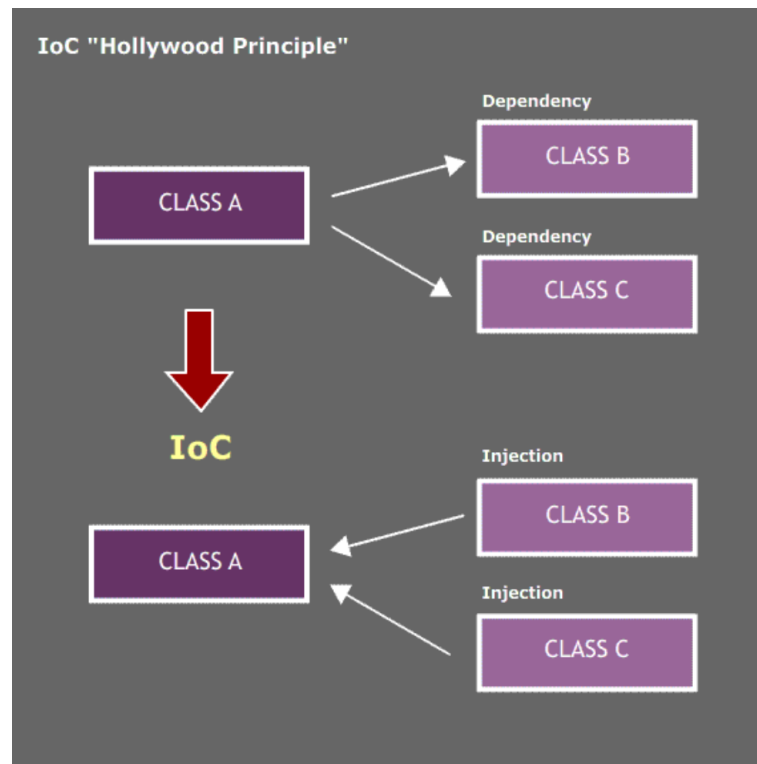 IoC "Hollywood Principle"
Dependency
CLASS B
CLASS A
Dependency
CLASS C
IoC
Injection
CLASS B
CLASS A
Injection
CLASS C